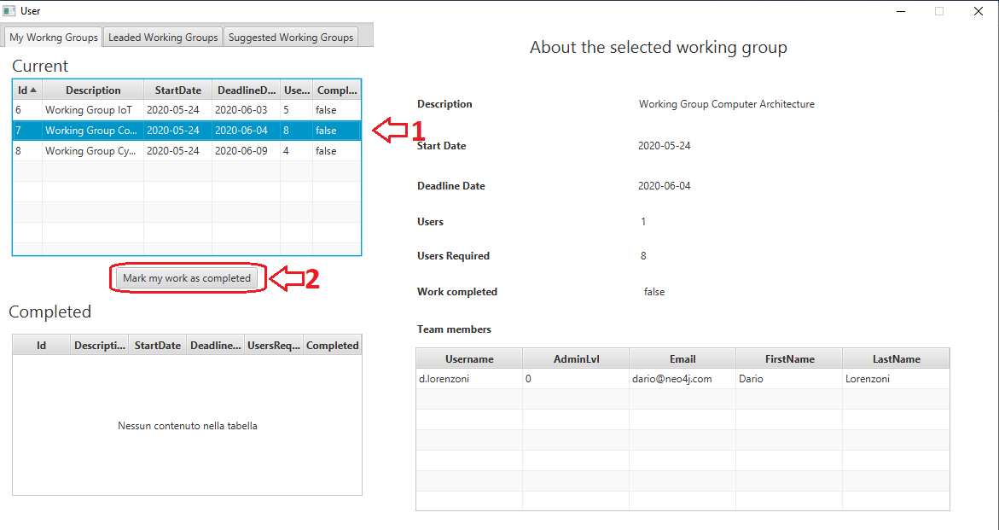 User
My Workng Groups Leaded Working Groups Suggested Working Groups
Current
Id Description StartDate DeadlineD... Use... Compl...
6 Working Group IoT 2020-05-24 2020-06-03 5 false
7 Working Group Co... 2020-05-24 2020-06-04 8 false
8 Working Group Cy... 2020-05-24 2020-06-09 4 false
1
Mark my work as completed
2
Completed
Id Descripti... StartDate Deadline... UsersReq... Completed
Nessun contenuto nella tabella
About the selected working group
Description Working Group Computer Architecture
Start Date 2020-05-24
Deadline Date 2020-06-04
Users 1
Users Required 8
Work completed false
Team members
Username AdminLvl Email FirstName LastName
d.lorenzoni 0 dario@neo4j.com Dario Lorenzoni